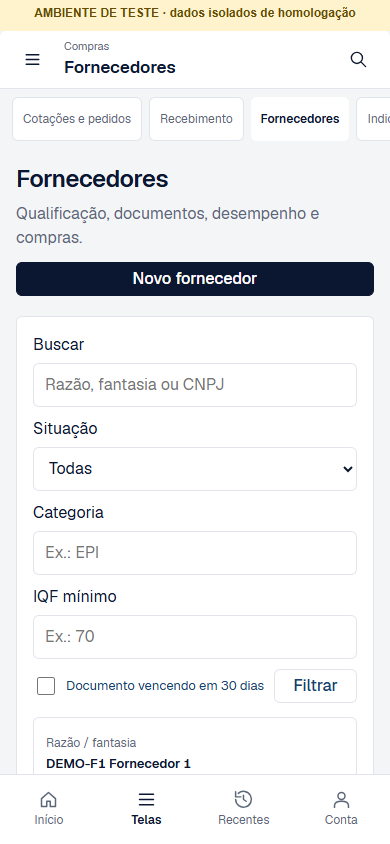 AMBIENTE DE TESTE · dados isolados de homologação
Compras
Fornecedores
Cotações e pedidos
Recebimento
Fornecedores
Fornecedores
Qualificação, documentos, desempenho e
compras.
Novo fornecedor
Buscar
Razão, fantasia ou CNPJ
Situação
Todas
Categoria
Ex.: EPI
IQF mínimo
Ex.: 70
Documento vencendo em 30 dias
Filtrar
Razão / fantasia
DEMO-F1 Fornecedor 1
Início
Telas
Recentes
Conta